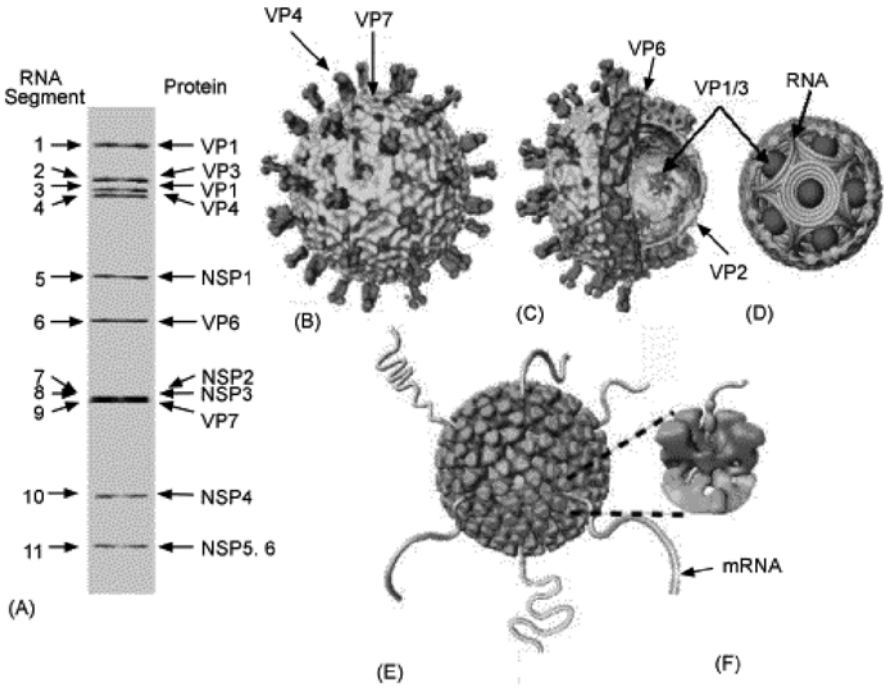 RNA
Segment
Protein
1
VP1
2
VP3
3
VP1
4
VP4
5
NSP1
6
VP6
7
NSP2
8
NSP3
9
VP7
10
NSP4
11
NSP5. 6
(A)
VP4
VP7
(B)
VP6
VP1/3
RNA
VP2
(C)
(D)
mRNA
(E)
(F)